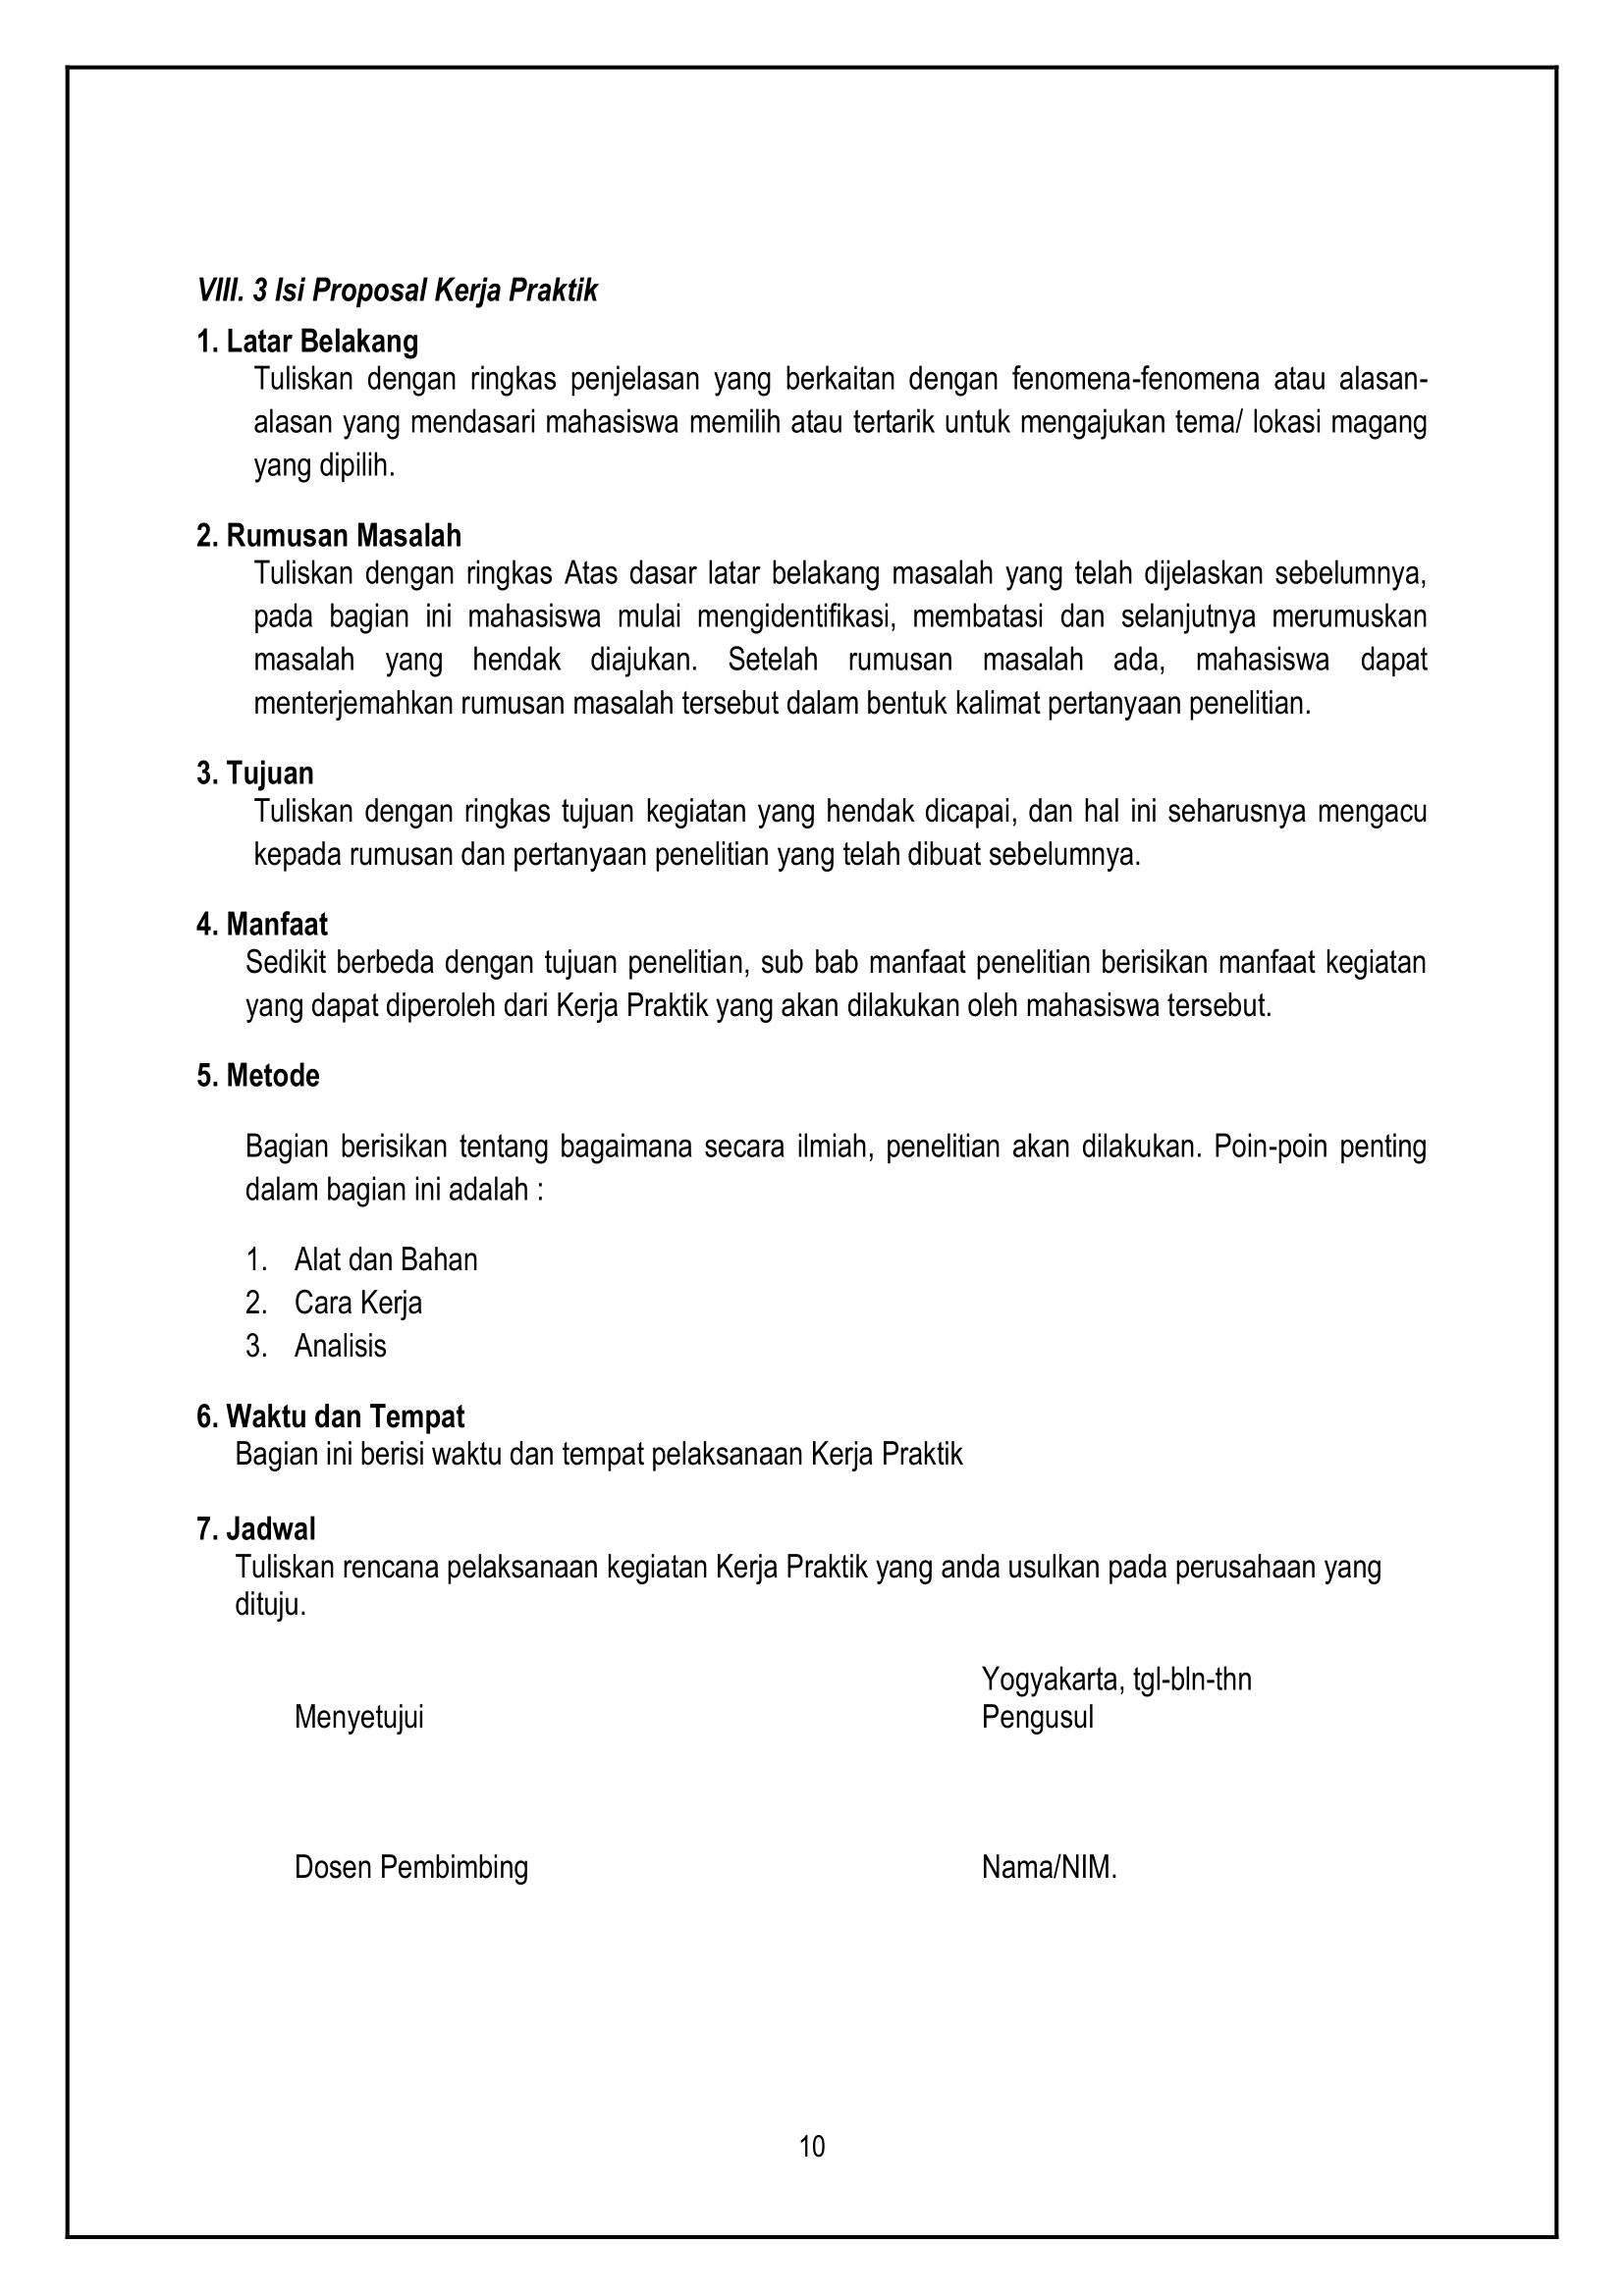 VIII. 3 Isi Proposal Kerja Praktik
1. Latar Belakang
Tuliskan dengan ringkas penjelasan yang berkaitan dengan fenomena-fenomena atau alasan-
alasan yang mendasari mahasiswa memilih atau tertarik untuk mengajukan tema/ lokasi magang
yang dipilih.
2. Rumusan Masalah
Tuliskan dengan ringkas Atas dasar latar belakang masalah yang telah dijelaskan sebelumnya,
pada bagian ini mahasiswa mulai mengidentifikasi, membatasi dan selanjutnya merumuskan
masalah yang hendak diajukan. Setelah rumusan masalah ada, mahasiswa dapat
menterjemahkan rumusan masalah tersebut dalam bentuk kalimat pertanyaan penelitian.
3. Tujuan
Tuliskan dengan ringkas tujuan kegiatan yang hendak dicapai, dan hal ini seharusnya mengacu
kepada rumusan dan pertanyaan penelitian yang telah dibuat sebelumnya.
4. Manfaat
Sedikit berbeda dengan tujuan penelitian, sub bab manfaat penelitian berisikan manfaat kegiatan
yang dapat diperoleh dari Kerja Praktik yang akan dilakukan oleh mahasiswa tersebut.
5. Metode
Bagian berisikan tentang bagaimana secara ilmiah, penelitian akan dilakukan. Poin-poin penting
dalam bagian ini adalah :
1. Alat dan Bahan
2. Cara Kerja
3. Analisis
6. Waktu dan Tempat
Bagian ini berisi waktu dan tempat pelaksanaan Kerja Praktik
7. Jadwal
Tuliskan rencana pelaksanaan kegiatan Kerja Praktik yang anda usulkan pada perusahaan yang
dituju.
Yogyakarta, tgl-bln-thn
Menyetujui Pengusul
Dosen Pembimbing Nama/NIM.
10